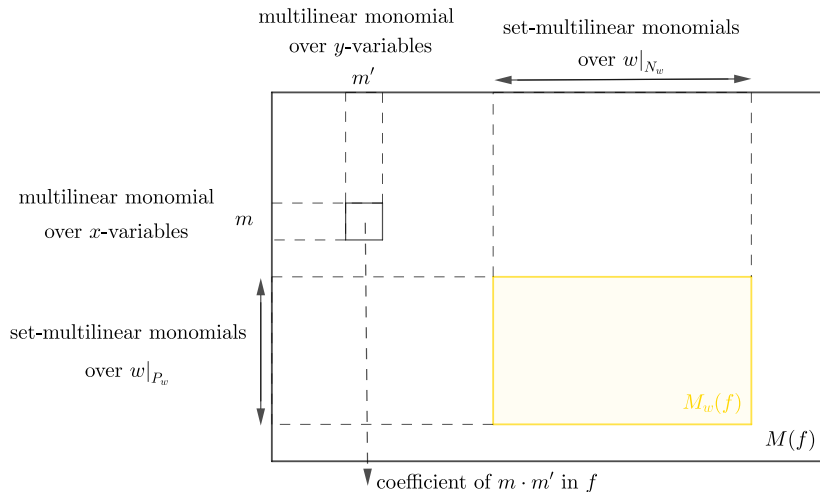 multilinear monomial
over y-variables
m′
set-multilinear monomials
over w|_{N_w}
multilinear monomial
over x-variables
m
set-multilinear monomials
over w|_{P_w}
M_w(f)
M(f)
coefficient of m · m′ in f